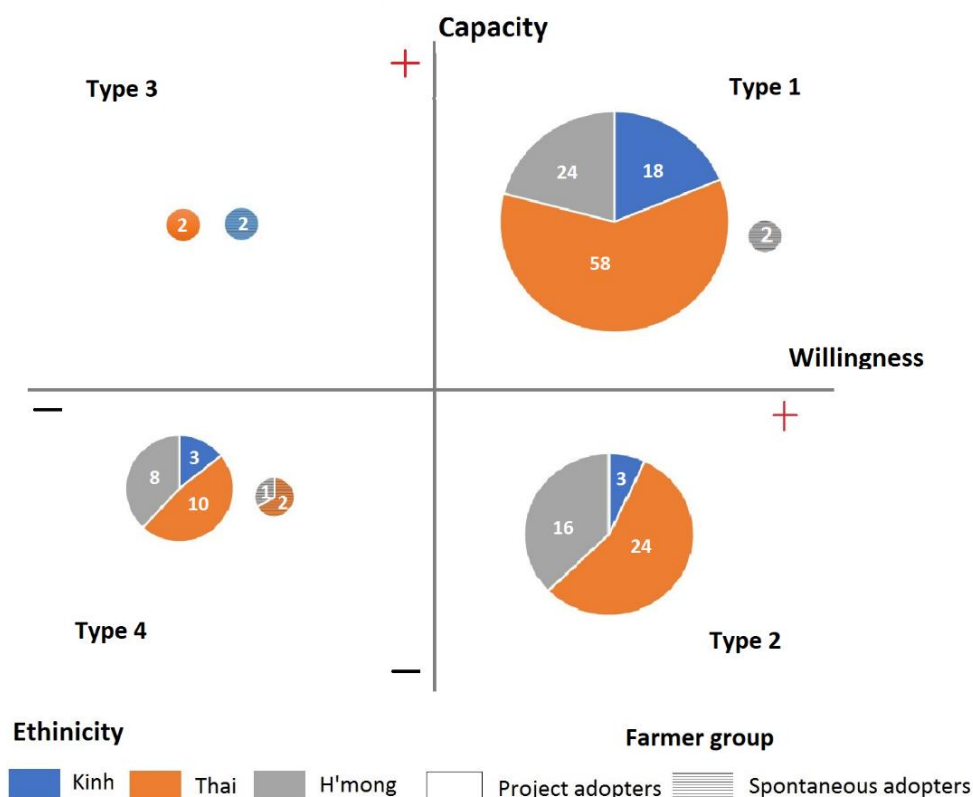 Capacity
+
Type 3
Type 1
24
18
2
2
2
58
Willingness
—
+
3
8
10
1
2
3
16
24
Type 4
Type 2
—
Ethinicity
Farmer group
Kinh
Thai
H'mong
Project adopters
Spontaneous adopters